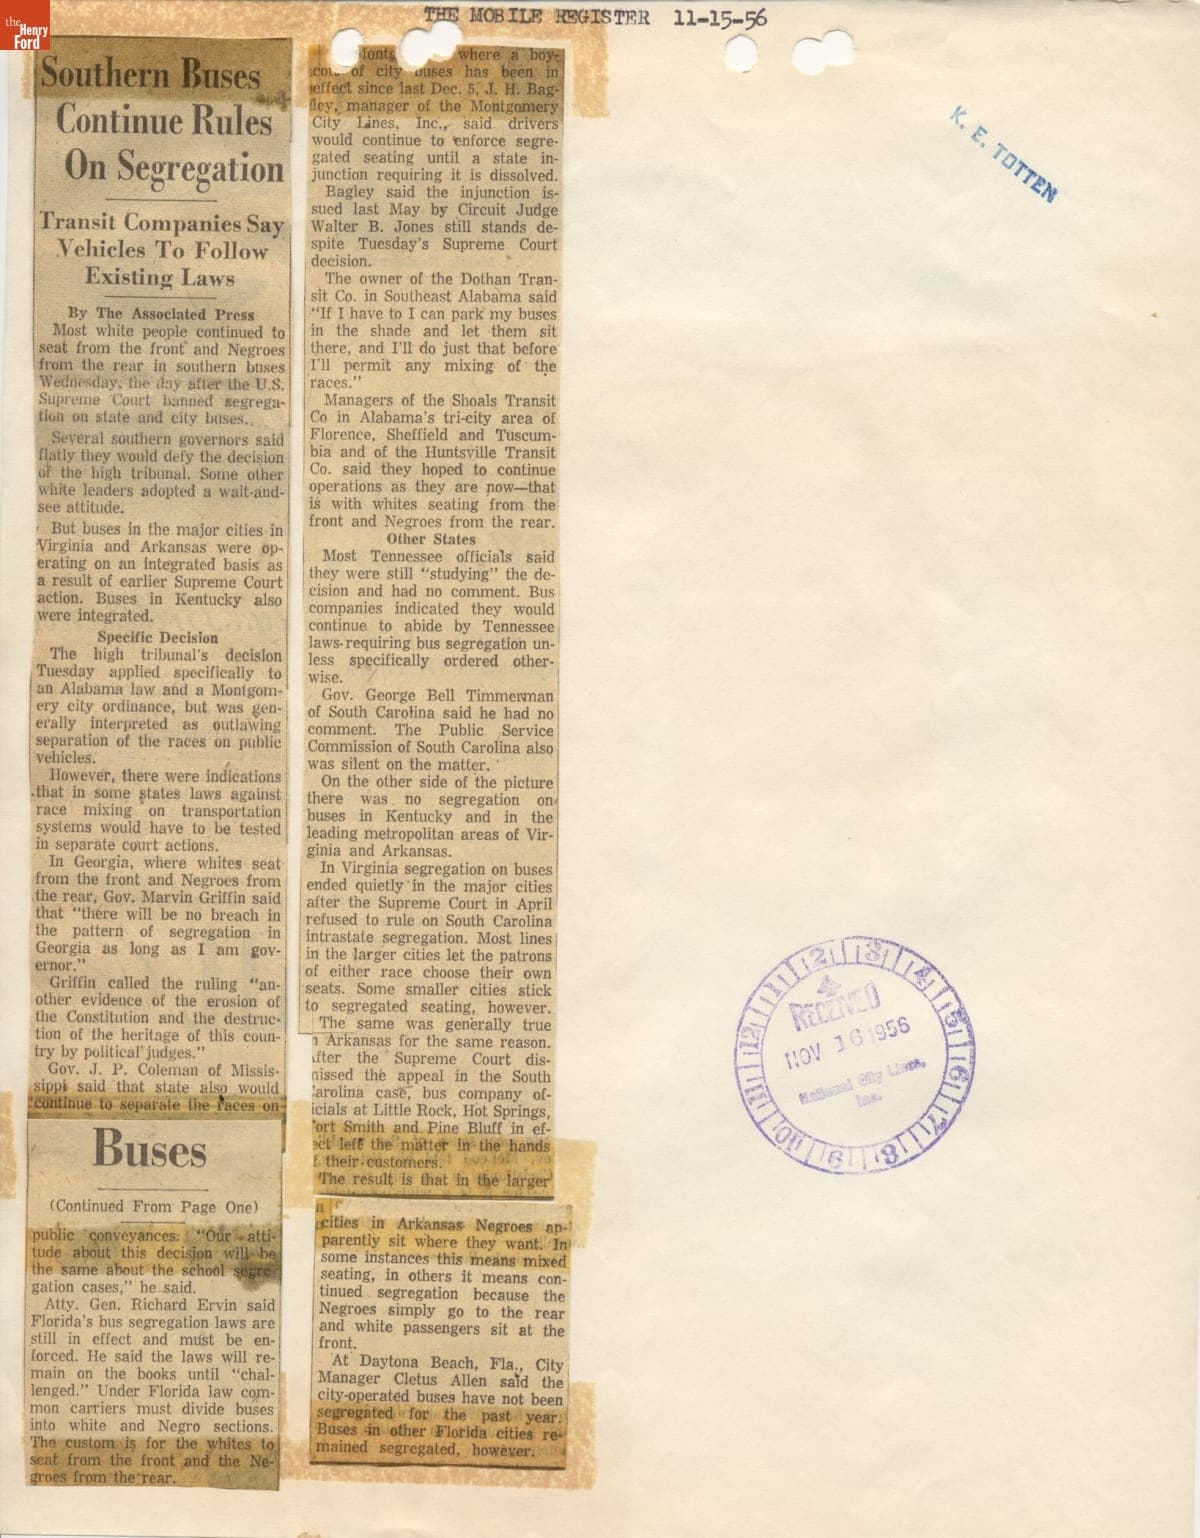 the
Henry
Ford
THE MOBILE REGISTER 11-15-56
K. E. TOTTEN
Southern Buses
Continue Rules
On Segregation
Transit Companies Say
Vehicles To Follow
Existing Laws
By The Associated Press
Most white people continued to
seat from the front and Negroes
from the rear in southern buses
Wednesday, the day after the U.S.
Supreme Court banned segrega-
tion on state and city buses.
Several southern governors said
flatly they would defy the decision
of the high tribunal. Some other
white leaders adopted a wait-and-
see attitude.
But buses in the major cities in
Virginia and Arkansas were op-
erating on an integrated basis as
a result of earlier Supreme Court
action. Buses in Kentucky also
were integrated.
Specific Decision
The high tribunal's decision
Tuesday applied specifically to
an Alabama law and a Montgom-
ery city ordinance, but was gen-
erally interpreted as outlawing
separation of the races on public
vehicles.
However, there were indications
that in some states laws against
race mixing on transportation
systems would have to be tested
in separate court actions.
In Georgia, where whites seat
from the front and Negroes from
the rear, Gov. Marvin Griffin said
that "there will be no breach in
the pattern of segregation in
Georgia as long as I am gov-
ernor."
Griffin called the ruling "an-
other evidence of the erosion of
the Constitution and the destruc-
tion of the heritage of this coun-
try by political judges."
Gov. J. P. Coleman of Missis-
sippi said that state also would
continue to separate the races on
Buses
(Continued From Page One)
public conveyances. "Our atti-
tude about this decision will be
the same about the school segre-
gation cases," he said.
Atty. Gen. Richard Ervin said
Florida's bus segregation laws are
still in effect and must be en-
forced. He said the laws will re-
main on the books until "chal-
lenged." Under Florida law com-
mon carriers must divide buses
into white and Negro sections.
The custom is for the whites to
seat from the front and the Ne-
groes from the rear.
Montg where a boy-
cott of city buses has been in
effect since last Dec. 5, J. H. Bag-
ley, manager of the Montgomery
City Lines, Inc., said drivers
would continue to enforce segre-
gated seating until a state in-
junction requiring it is dissolved.
Bagley said the injunction is-
sued last May by Circuit Judge
Walter B. Jones still stands de-
spite Tuesday's Supreme Court
decision.
The owner of the Dothan Tran-
sit Co. in Southeast Alabama said
"If I have to I can park my buses
in the shade and let them sit
there, and I'll do just that before
I'll permit any mixing of the
races."
Managers of the Shoals Transit
Co in Alabama's tri-city area of
Florence, Sheffield and Tuscum-
bia and of the Huntsville Transit
Co. said they hoped to continue
operations as they are now—that
is with whites seating from the
front and Negroes from the rear.
Other States
Most Tennessee officials said
they were still "studying" the de-
cision and had no comment. Bus
companies indicated they would
continue to abide by Tennessee
laws requiring bus segregation un-
less specifically ordered other-
wise.
Gov. George Bell Timmerman
of South Carolina said he had no
comment. The Public Service
Commission of South Carolina also
was silent on the matter.
On the other side of the picture
there was no segregation on
buses in Kentucky and in the
leading metropolitan areas of Vir-
ginia and Arkansas.
In Virginia segregation on buses
ended quietly in the major cities
after the Supreme Court in April
refused to rule on South Carolina
intrastate segregation. Most lines
in the larger cities let the patrons
of either race choose their own
seats. Some smaller cities stick
to segregated seating, however.
The same was generally true
n Arkansas for the same reason.
After the Supreme Court dis-
missed the appeal in the South
Carolina case, bus company of-
icials at Little Rock, Hot Springs,
Fort Smith and Pine Bluff in ef-
ect left the matter in the hands
f their customers.
The result is that in the larger
cities in Arkansas Negroes ap-
parently sit where they want. In
some instances this means mixed
seating, in others it means con-
tinued segregation because the
Negroes simply go to the rear
and white passengers sit at the
front.
At Daytona Beach, Fla., City
Manager Cletus Allen said the
city-operated buses have not been
segregated for the past year.
Buses in other Florida cities re-
mained segregated, however.
12 1 2 3 4 5 6 7 8 9 10 11
RECEIVED
NOV 16 1956
National City Lines,
Inc.